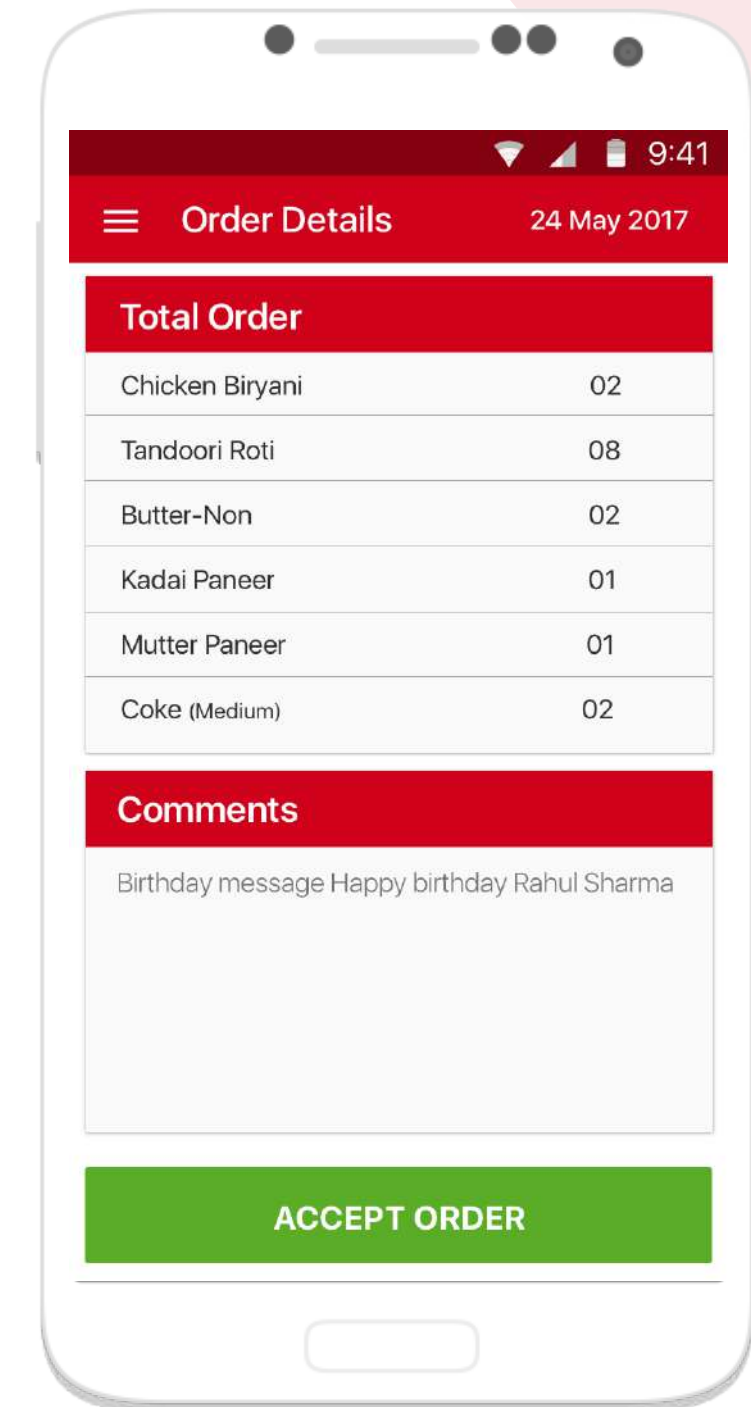 9:41
Order Details 24 May 2017
Total Order
Chicken Biryani 02
Tandoori Roti 08
Butter-Non 02
Kadai Paneer 01
Mutter Paneer 01
Coke (Medium) 02
Comments
Birthday message Happy birthday Rahul Sharma
ACCEPT ORDER